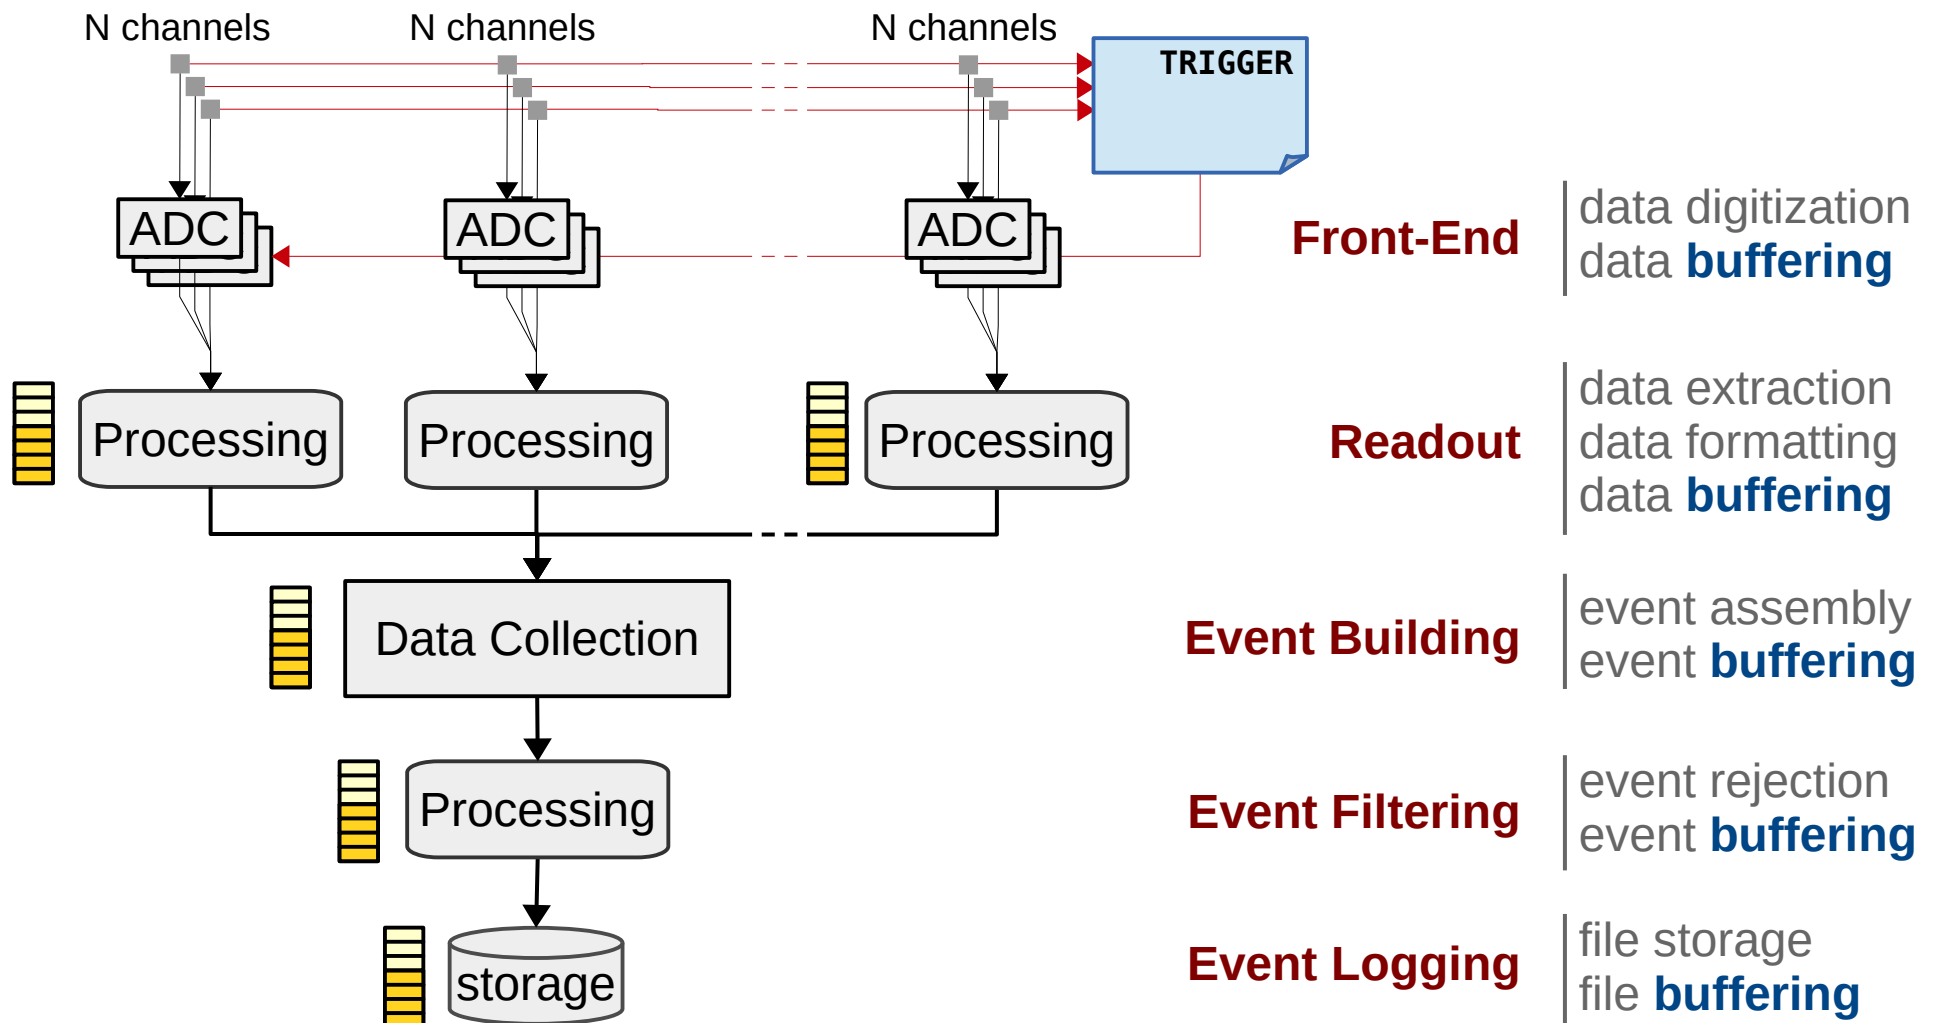 N channels
N channels
N channels
TRIGGER
ADC
ADC
ADC
Front-End
data digitization
data buffering
Processing
Processing
Processing
Readout
data extraction
data formatting
data buffering
Data Collection
Event Building
event assembly
event buffering
Processing
Event Filtering
event rejection
event buffering
storage
Event Logging
file storage
file buffering